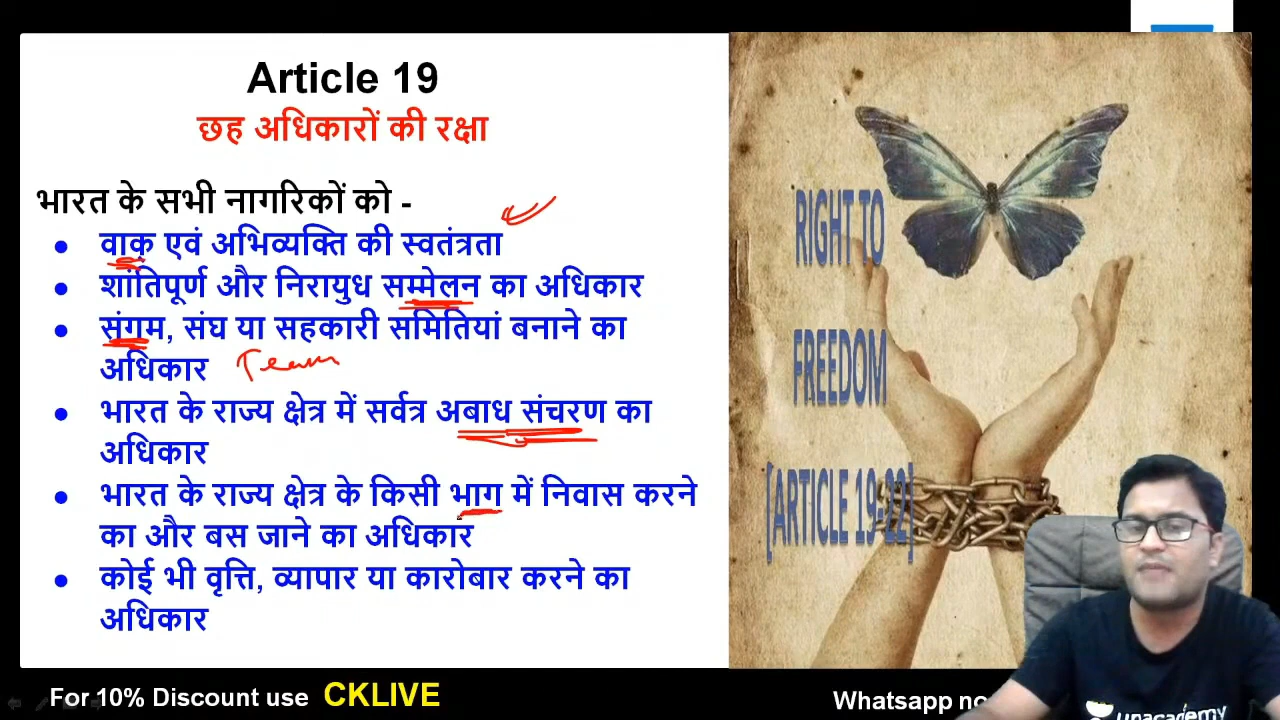 Article 19
छह अधिकारों की रक्षा
भारत के सभी नागरिकों को -
● वाक् एवं अभिव्यक्ति की स्वतंत्रता
● शांतिपूर्ण और निरायुध सम्मेलन का अधिकार
● संगम, संघ या सहकारी समितियां बनाने का
अधिकार Team
● भारत के राज्य क्षेत्र में सर्वत्र अबाध संचरण का
अधिकार
● भारत के राज्य क्षेत्र के किसी भाग में निवास करने
का और बस जाने का अधिकार
● कोई भी वृत्ति, व्यापार या कारोबार करने का
अधिकार
RIGHT TO
FREEDOM
[ARTICLE 19-22]
For 10% Discount use CKLIVE
Whatsapp no
unacademy